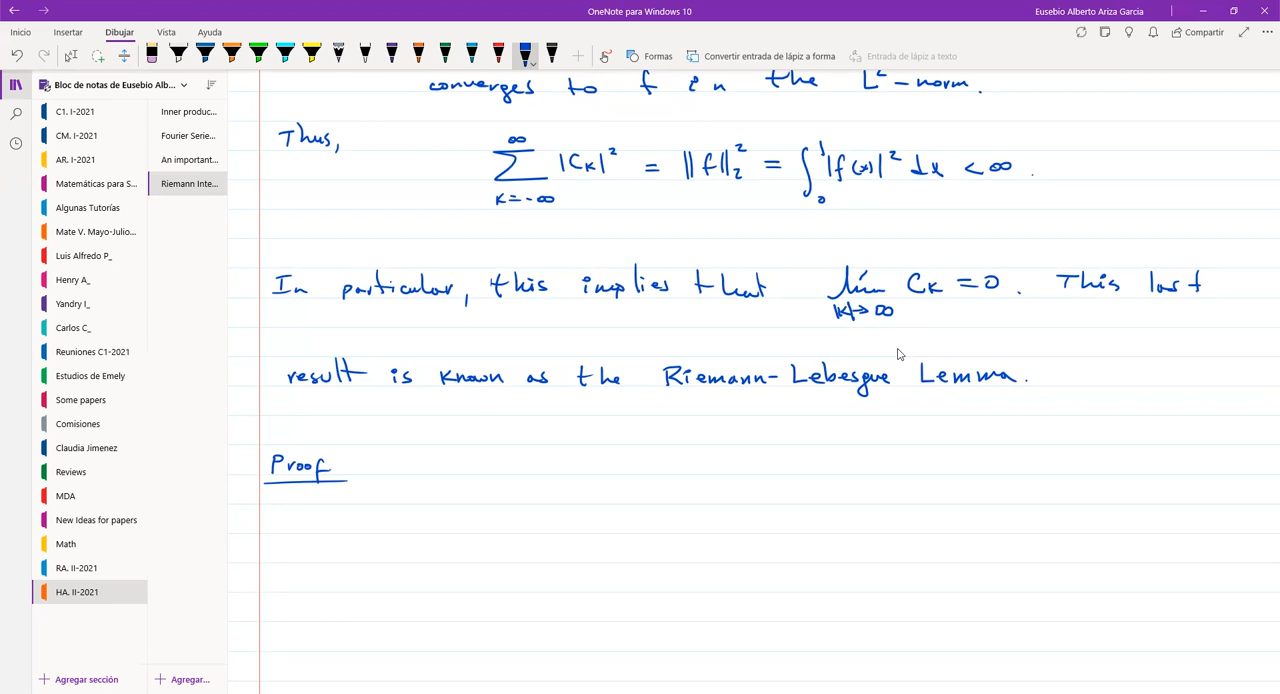 OneNote para Windows 10
Eusebio Alberto Ariza Garcia
Inicio Insertar Dibujar Vista Ayuda
Compartir
Formas Convertir entrada de lápiz a forma Entrada de lápiz a texto
Bloc de notas de Eusebio Alb...
C1. I-2021
CM. I-2021
AR. I-2021
Matemáticas para S...
Algunas Tutorías
Mate V. Mayo-Julio...
Luis Alfredo P_
Henry A_
Yandry I_
Carlos C_
Reuniones C1-2021
Estudios de Emely
Some papers
Comisiones
Claudia Jimenez
Reviews
MDA
New Ideas for papers
Math
RA. II-2021
HA. II-2021
Agregar sección
Inner produc...
Fourier Serie...
An important...
Riemann Inte...
Agregar...
converges to f in the L²-norm.
Thus,
∑_{k=-∞}^{∞} |C_k|² = ‖f‖₂² = ∫₀¹ |f(x)|² dx < ∞ .
In particular, this implies that lím_{|k|→∞} C_k = 0 . This last
result is known as the Riemann-Lebesgue Lemma.
Proof